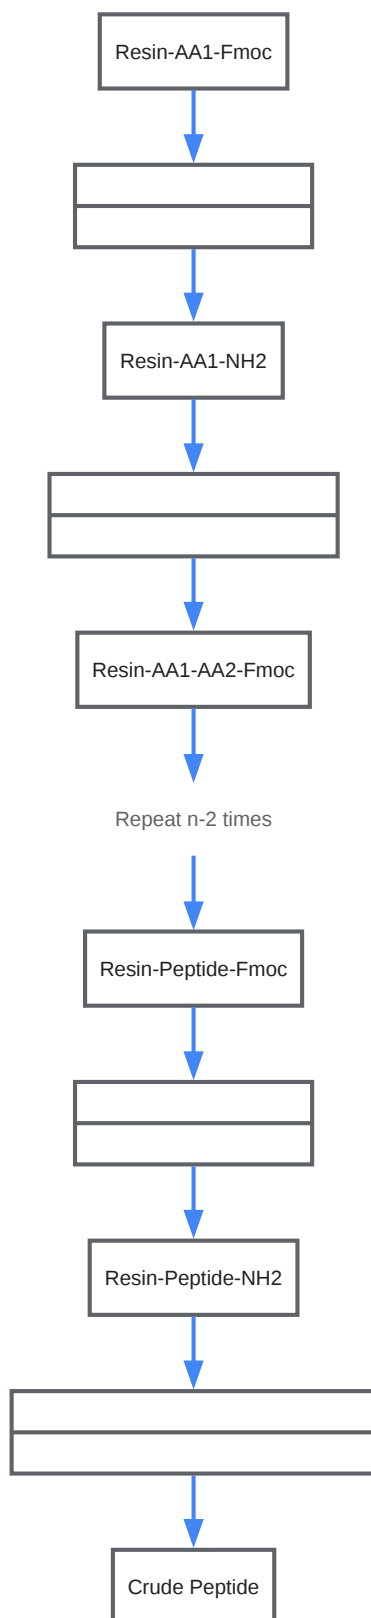 Resin-AA1-Fmoc
Resin-AA1-NH2
Resin-AA1-AA2-Fmoc
Repeat n-2 times
Resin-Peptide-Fmoc
Resin-Peptide-NH2
Crude Peptide